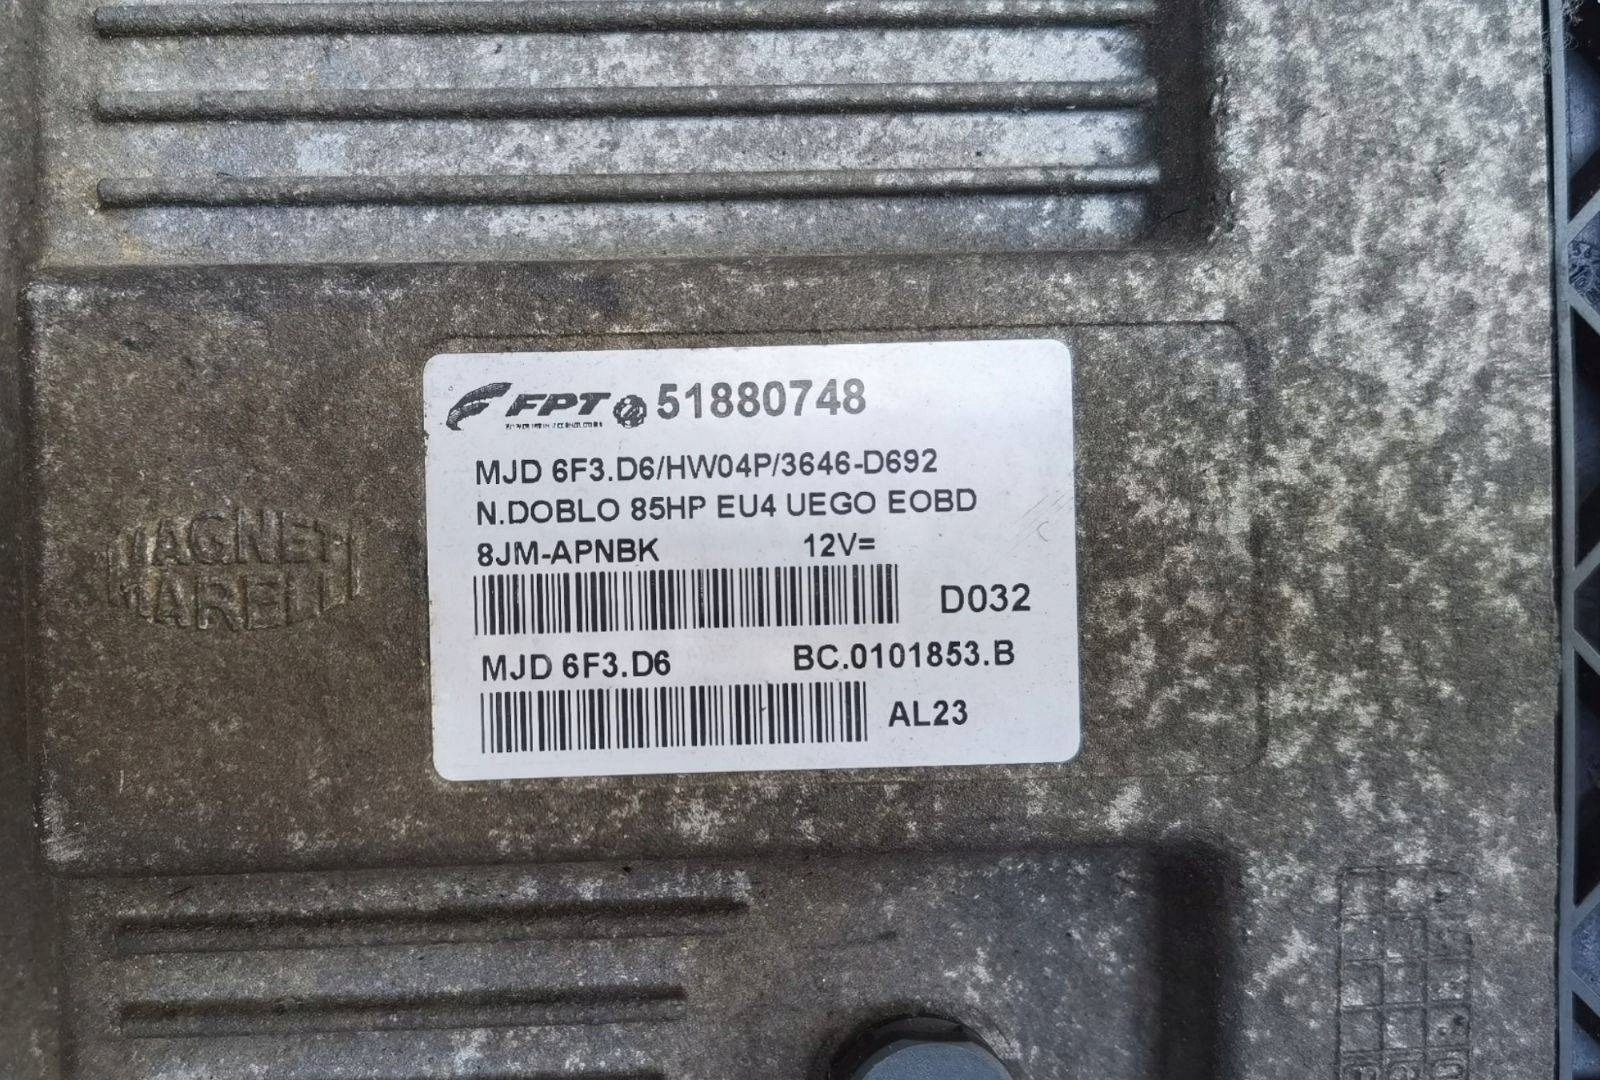 FPT 51880748
MJD 6F3.D6/HW04P/3646-D692
N.DOBLO 85HP EU4 UEGO EOBD
8JM-APNBK 12V=
D032
MJD 6F3.D6 BC.0101853.B
AL23
MAGNETI
MARELLI